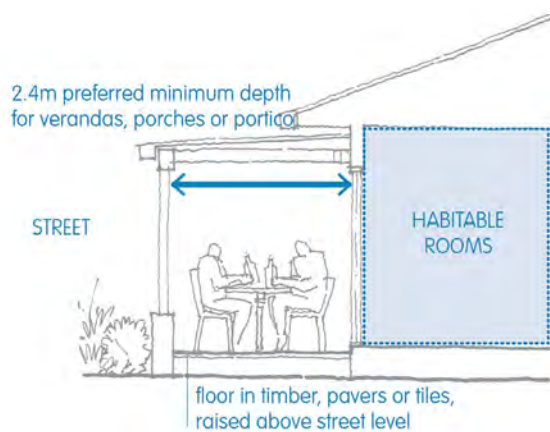 2.4m preferred minimum depth
for verandas, porches or portico
STREET
HABITABLE
ROOMS
floor in timber, pavers or tiles,
raised above street level